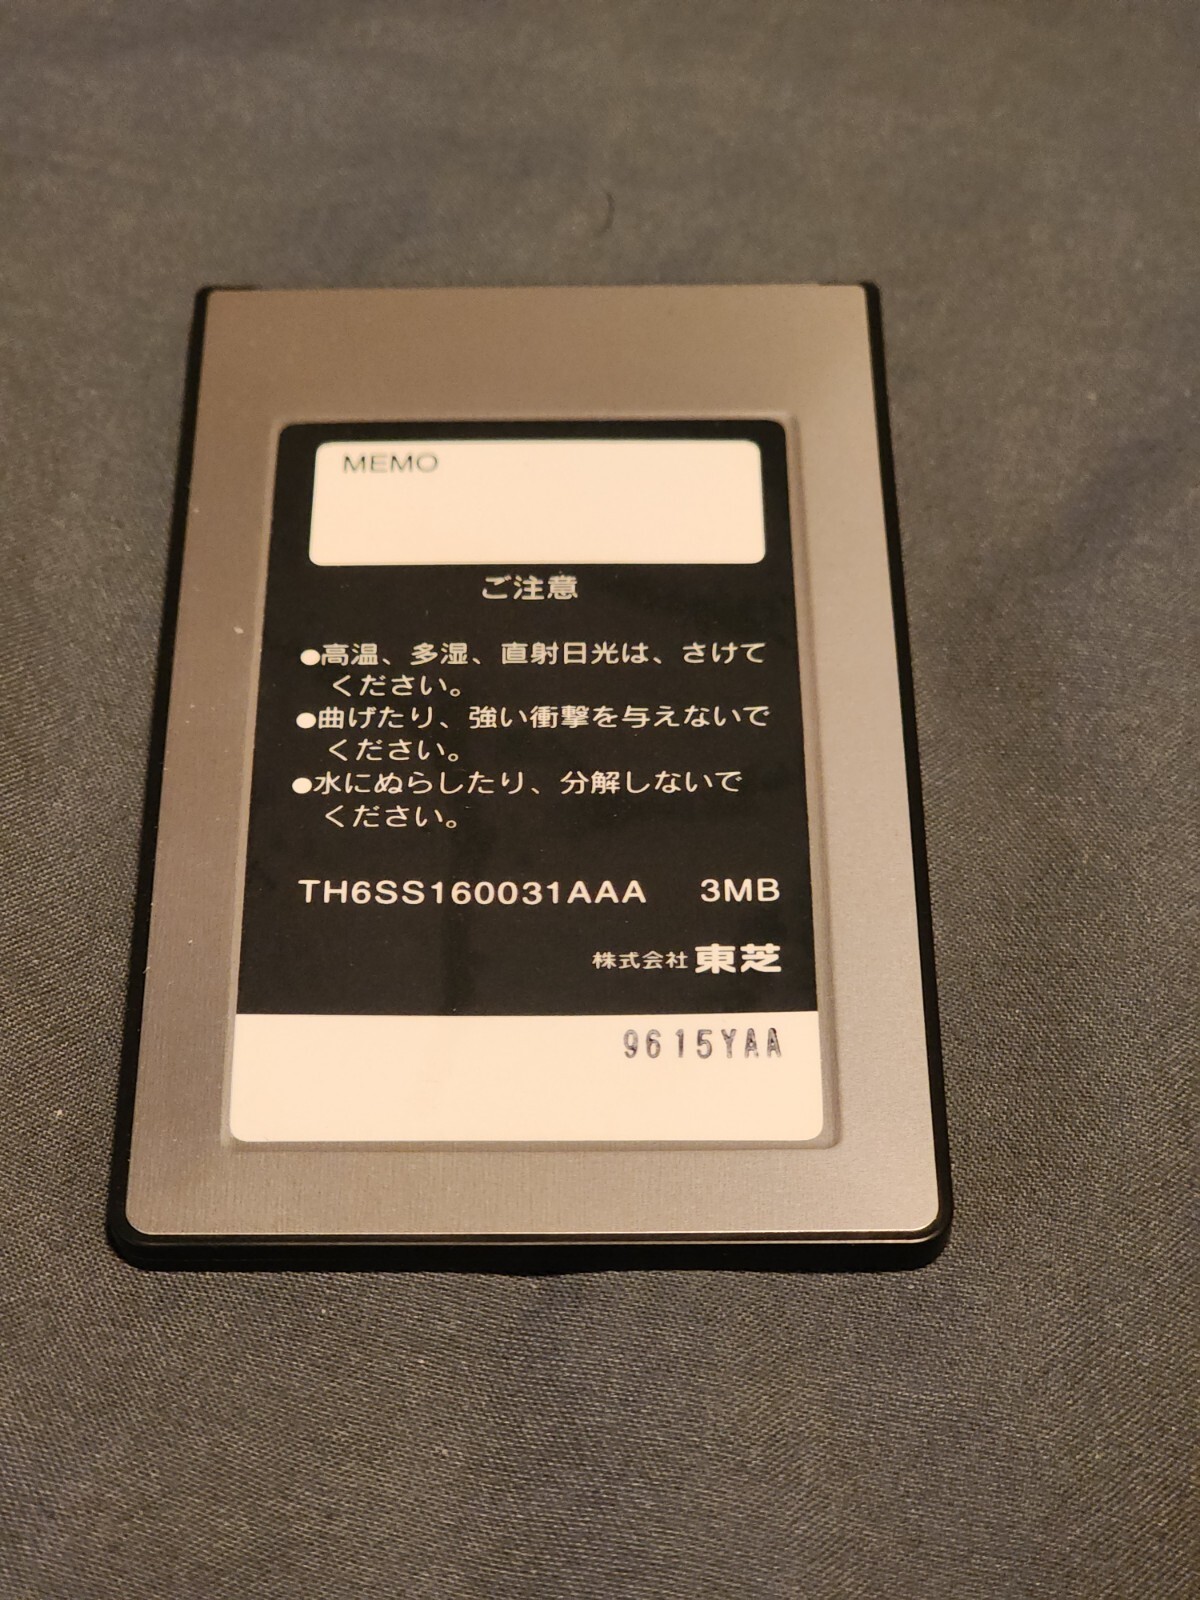 MEMO
ご注意
●高温、多湿、直射日光は、さけて
ください。
●曲げたり、強い衝撃を与えないで
ください。
●水にぬらしたり、分解しないで
ください。
TH6SS160031AAA 3MB
株式会社 東芝
9615YAA